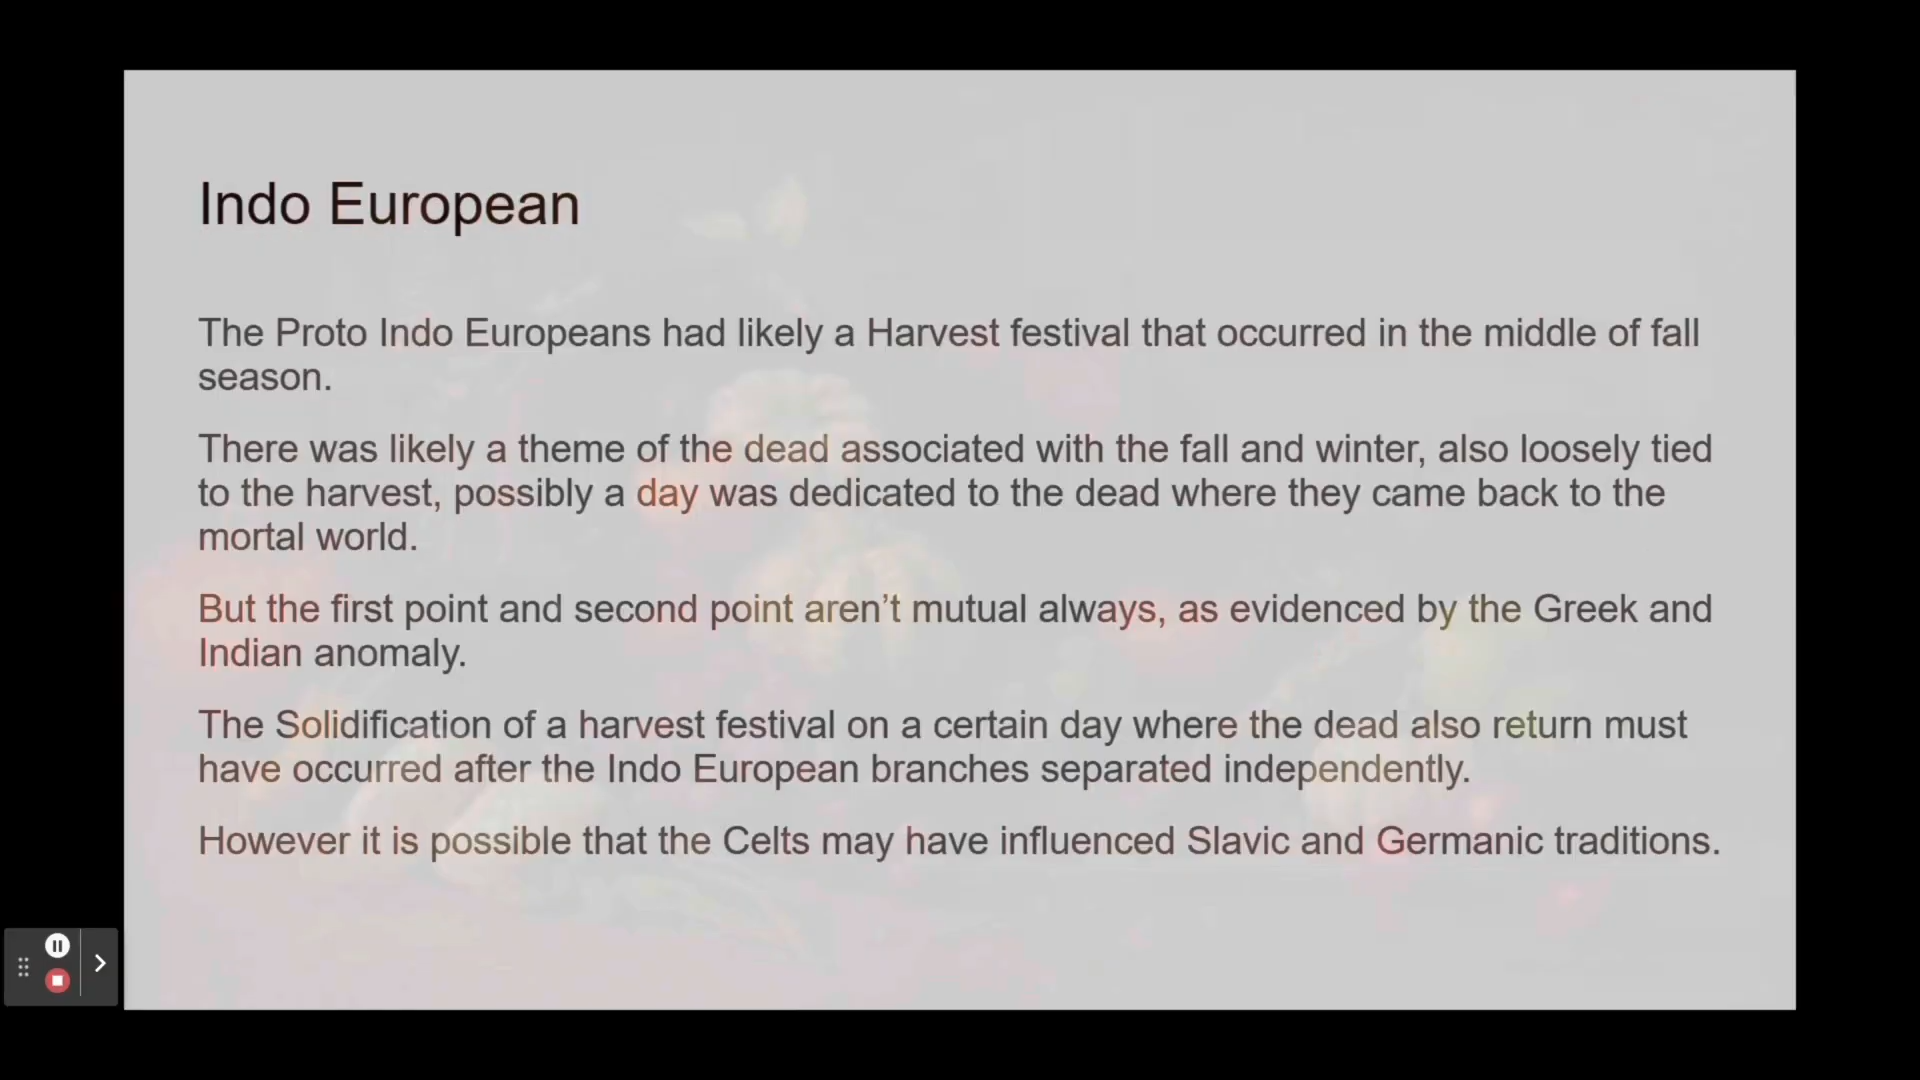 Indo European
The Proto Indo Europeans had likely a Harvest festival that occurred in the middle of fall
season.
There was likely a theme of the dead associated with the fall and winter, also loosely tied
to the harvest, possibly a day was dedicated to the dead where they came back to the
mortal world.
But the first point and second point aren’t mutual always, as evidenced by the Greek and
Indian anomaly.
The Solidification of a harvest festival on a certain day where the dead also return must
have occurred after the Indo European branches separated independently.
However it is possible that the Celts may have influenced Slavic and Germanic traditions.